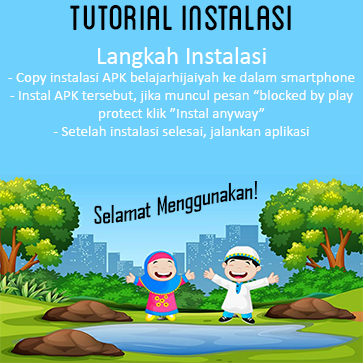 TUTORIAL INSTALASI
Langkah Instalasi
- Copy instalasi APK belajarhijaiyah ke dalam smartphone
- Instal APK tersebut, jika muncul pesan “blocked by play
protect klik ”Instal anyway”
- Setelah instalasi selesai, jalankan aplikasi
Selamat Menggunakan!